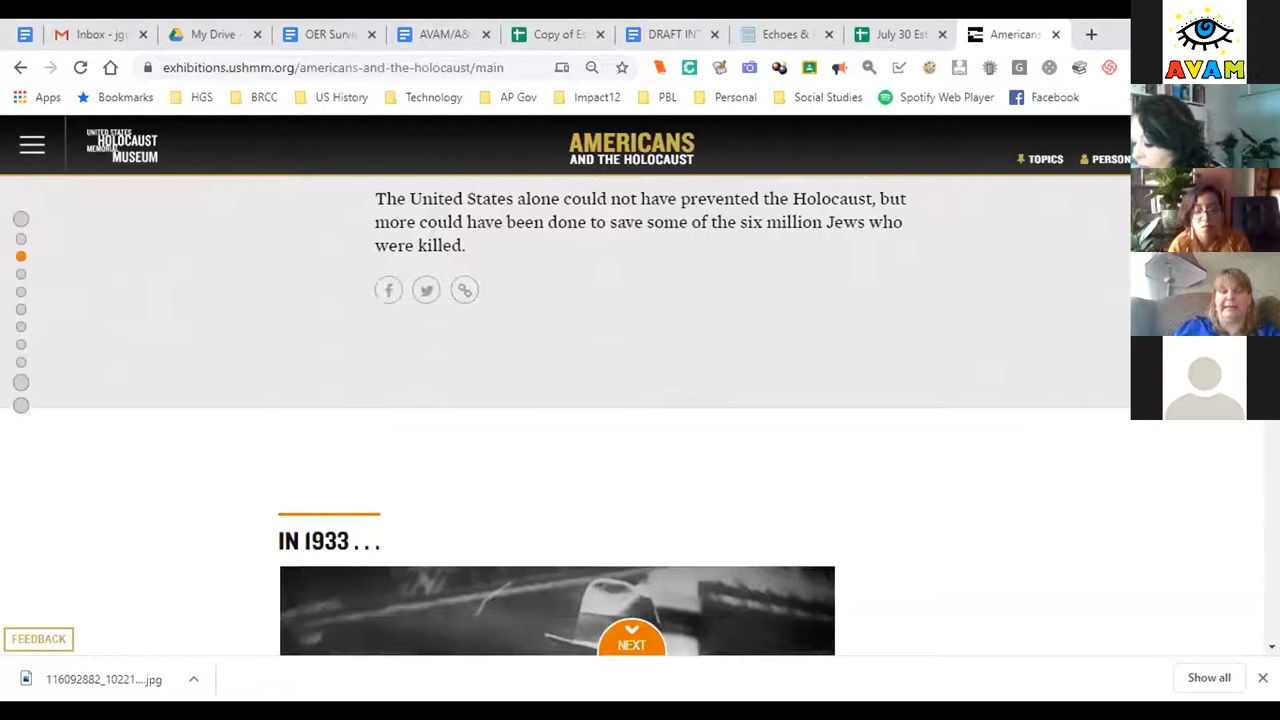 Inbox - jg
My Drive -
OER Surv
AVAM/A&
Copy of Es
DRAFT IN
Echoes &
July 30 Est
Americans
exhibitions.ushmm.org/americans-and-the-holocaust/main
AVAM
Apps
Bookmarks
HGS
BRCC
US History
Technology
AP Gov
Impact12
PBL
Personal
Social Studies
Spotify Web Player
Facebook
UNITED STATES
HOLOCAUST
MEMORIAL
MUSEUM
AMERICANS
AND THE HOLOCAUST
TOPICS
PERSON
The United States alone could not have prevented the Holocaust, but
more could have been done to save some of the six million Jews who
were killed.
IN 1933 . . .
NEXT
FEEDBACK
116092882_10221....jpg
Show all